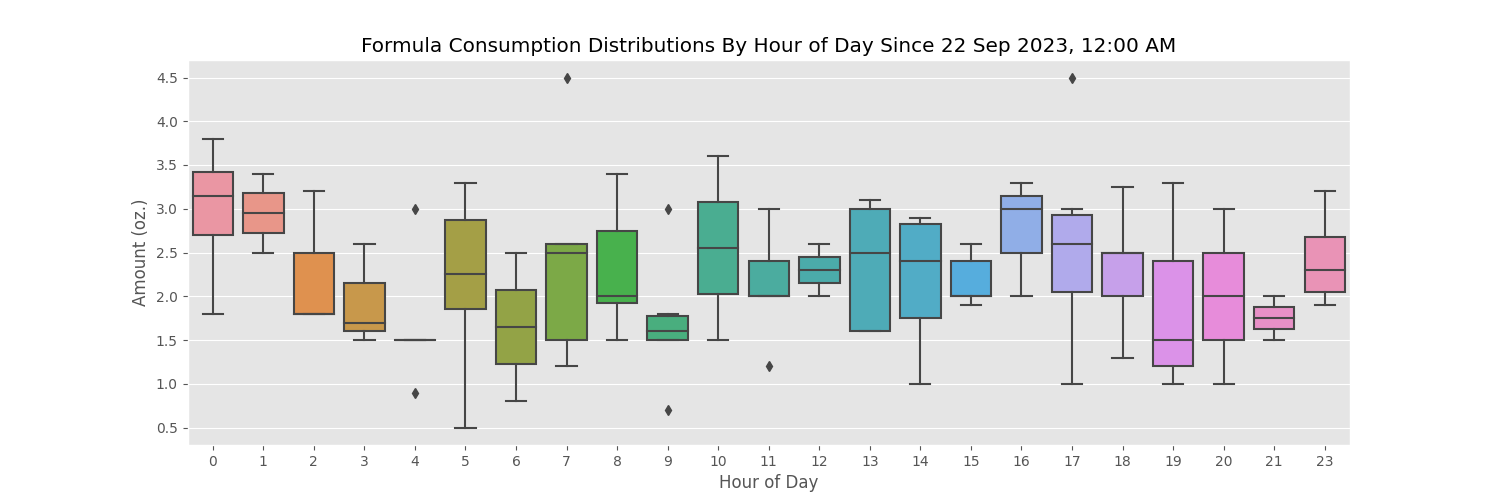 Formula Consumption Distributions By Hour of Day Since 22 Sep 2023, 12:00 AM
4.5
4.0
3.5
3.0
2.5
2.0
1.5
1.0
0.5
Amount (oz.)
0 1 2 3 4 5 6 7 8 9 10 11 12 13 14 15 16 17 18 19 20 21 22 23
Hour of Day